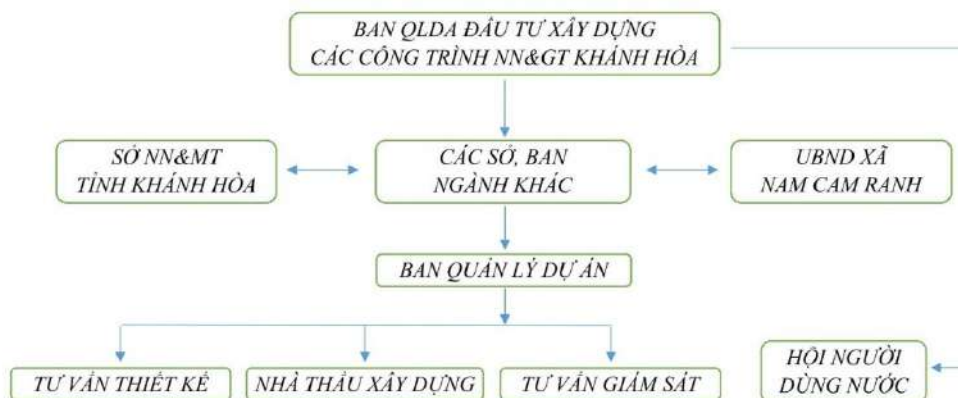 BAN QLDA ĐẦU TƯ XÂY DỰNG
CÁC CÔNG TRÌNH NN&GT KHÁNH HÒA
SỞ NN&MT
TỈNH KHÁNH HÒA
CÁC SỞ, BAN
NGÀNH KHÁC
UBND XÃ
NAM CAM RANH
BAN QUẢN LÝ DỰ ÁN
TƯ VẤN THIẾT KẾ
NHÀ THẦU XÂY DỰNG
TƯ VẤN GIÁM SÁT
HỘI NGƯỜI
DÙNG NƯỚC